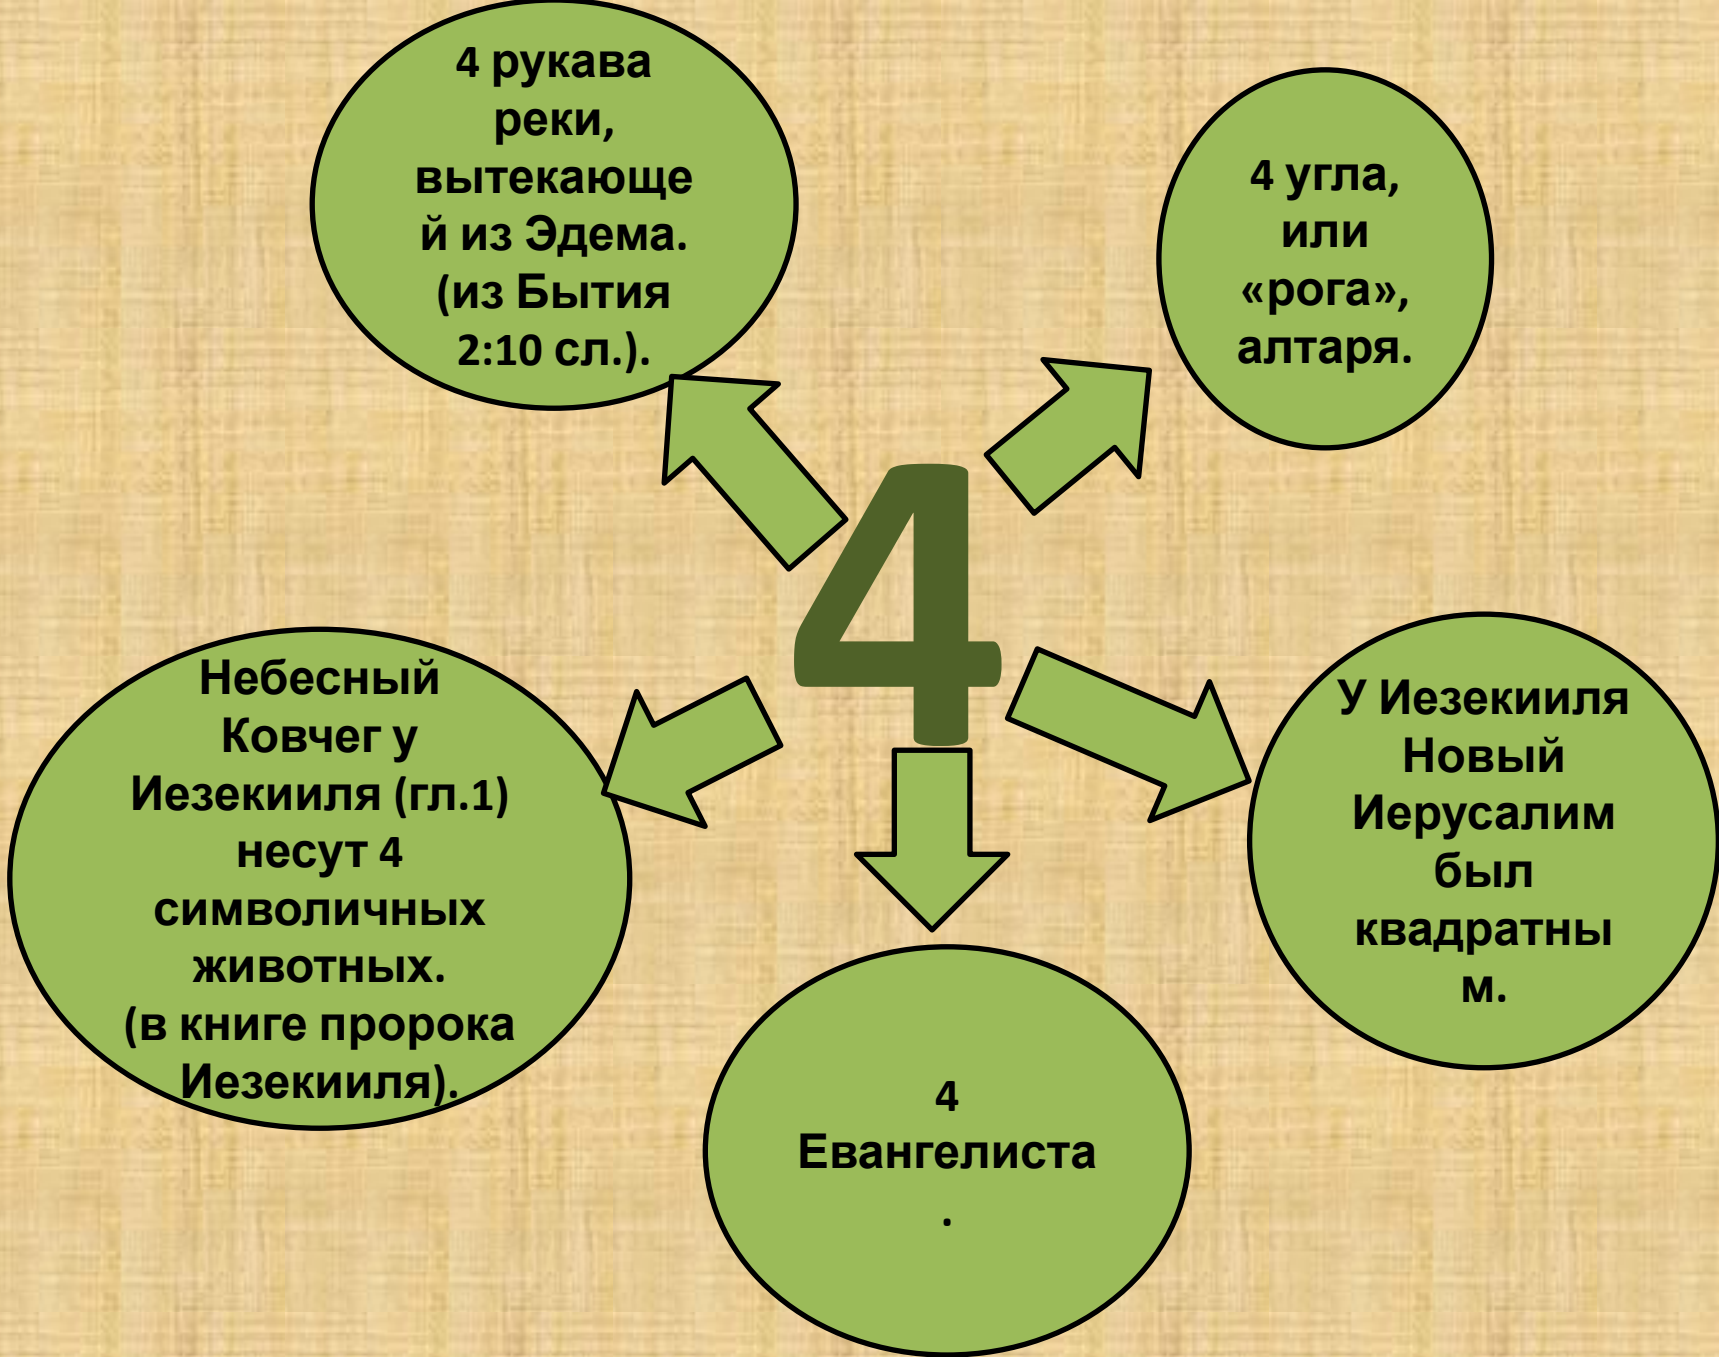 4 рукава
реки,
вытекающе
й из Эдема.
(из Бытия
2:10 сл.).
4 угла,
или
«рога»,
алтаря.
4
Небесный
Ковчег у
Иезекииля (гл.1)
несут 4
символичных
животных.
(в книге пророка
Иезекииля).
У Иезекииля
Новый
Иерусалим
был
квадратны
м.
4
Евангелиста
.